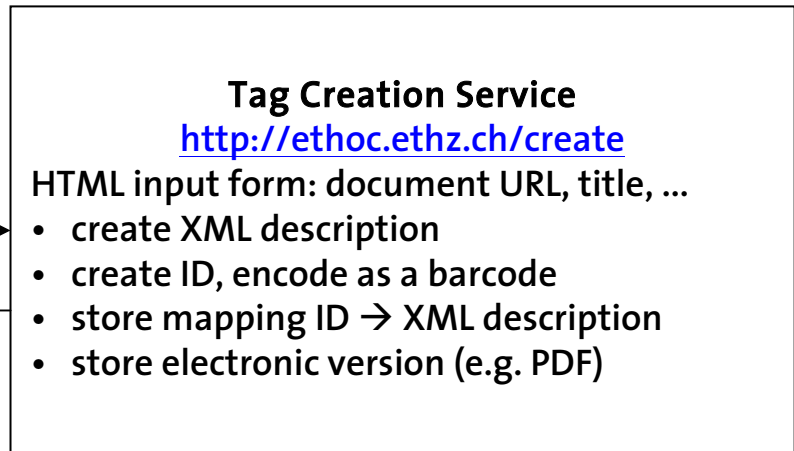 Tag Creation Service
http://ethoc.ethz.ch/create
HTML input form: document URL, title, ...
• create XML description
• create ID, encode as a barcode
• store mapping ID → XML description
• store electronic version (e.g. PDF)